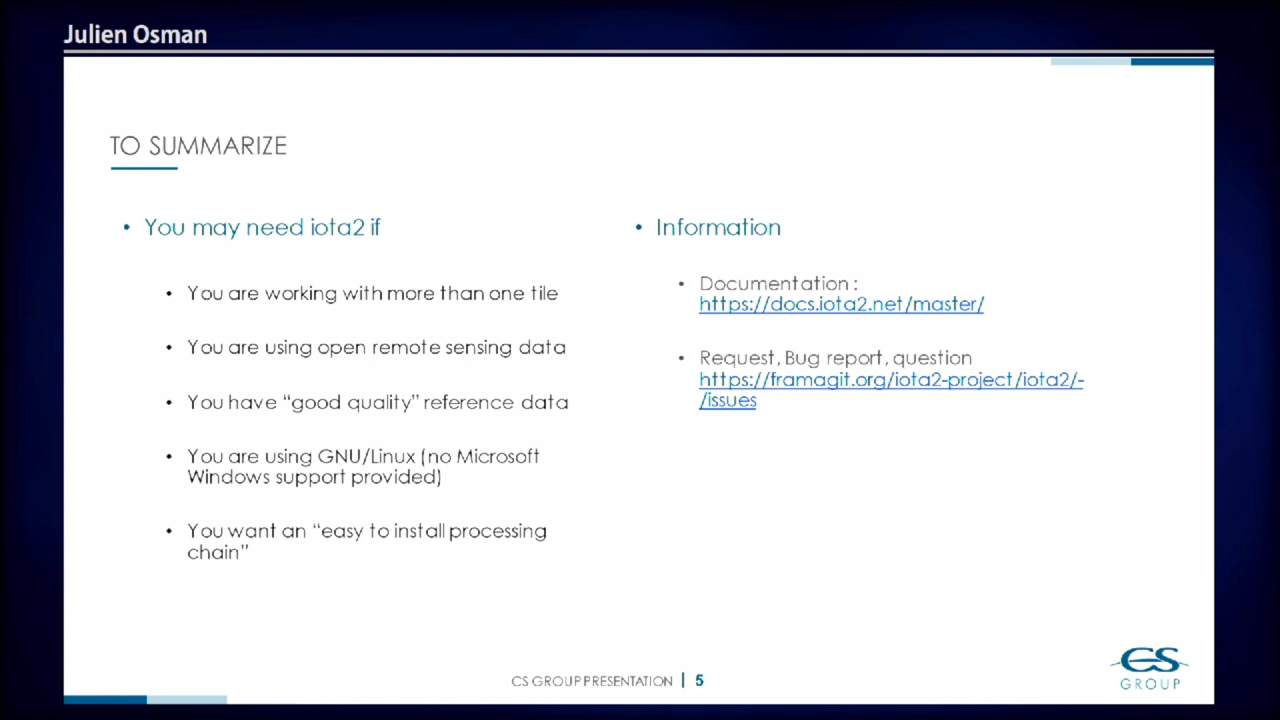 Julien Osman
TO SUMMARIZE
• You may need iota2 if
• You are working with more than one tile
• You are using open remote sensing data
• You have “good quality” reference data
• You are using GNU/Linux (no Microsoft
Windows support provided)
• You want an “easy to install processing
chain”
• Information
• Documentation :
https://docs.iota2.net/master/
• Request, Bug report, question
https://framagit.org/iota2-project/iota2/-
/issues
CS GROUP PRESENTATION | 5
CS
GROUP